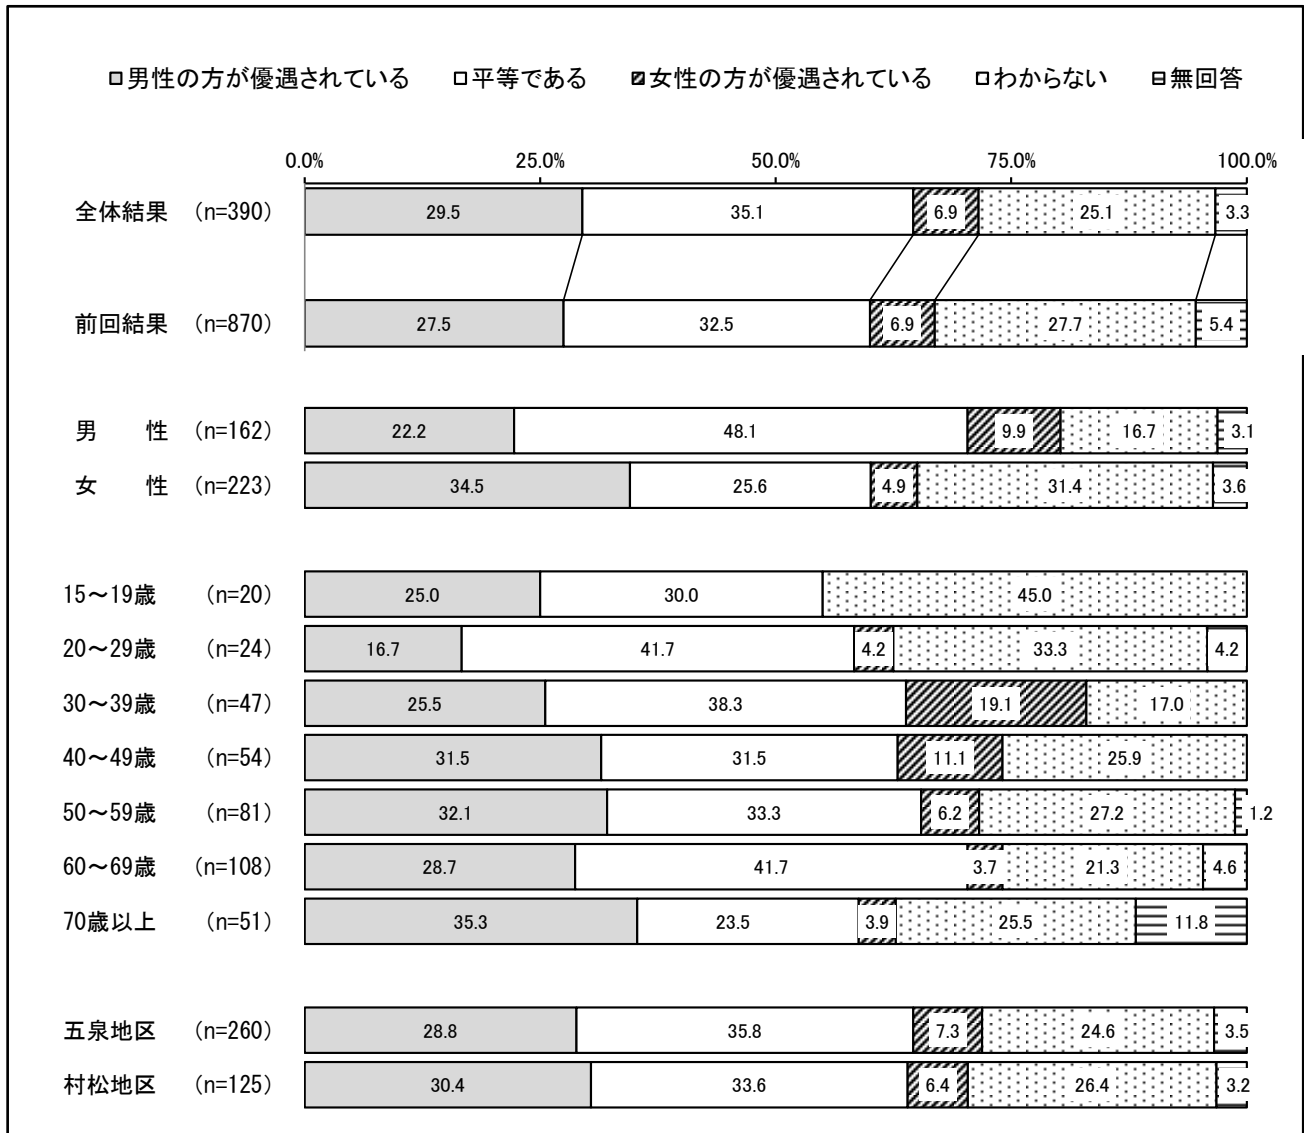 男性の方が優遇されている 平等である 女性の方が優遇されている わからない 無回答
0.0% 25.0% 50.0% 75.0% 100.0%
全体結果 (n=390) 29.5 35.1 6.9 25.1 3.3
前回結果 (n=870) 27.5 32.5 6.9 27.7 5.4
男 性 (n=162) 22.2 48.1 9.9 16.7 3.1
女 性 (n=223) 34.5 25.6 4.9 31.4 3.6
15～19歳 (n=20) 25.0 30.0 45.0
20～29歳 (n=24) 16.7 41.7 4.2 33.3 4.2
30～39歳 (n=47) 25.5 38.3 19.1 17.0
40～49歳 (n=54) 31.5 31.5 11.1 25.9
50～59歳 (n=81) 32.1 33.3 6.2 27.2 1.2
60～69歳 (n=108) 28.7 41.7 3.7 21.3 4.6
70歳以上 (n=51) 35.3 23.5 3.9 25.5 11.8
五泉地区 (n=260) 28.8 35.8 7.3 24.6 3.5
村松地区 (n=125) 30.4 33.6 6.4 26.4 3.2